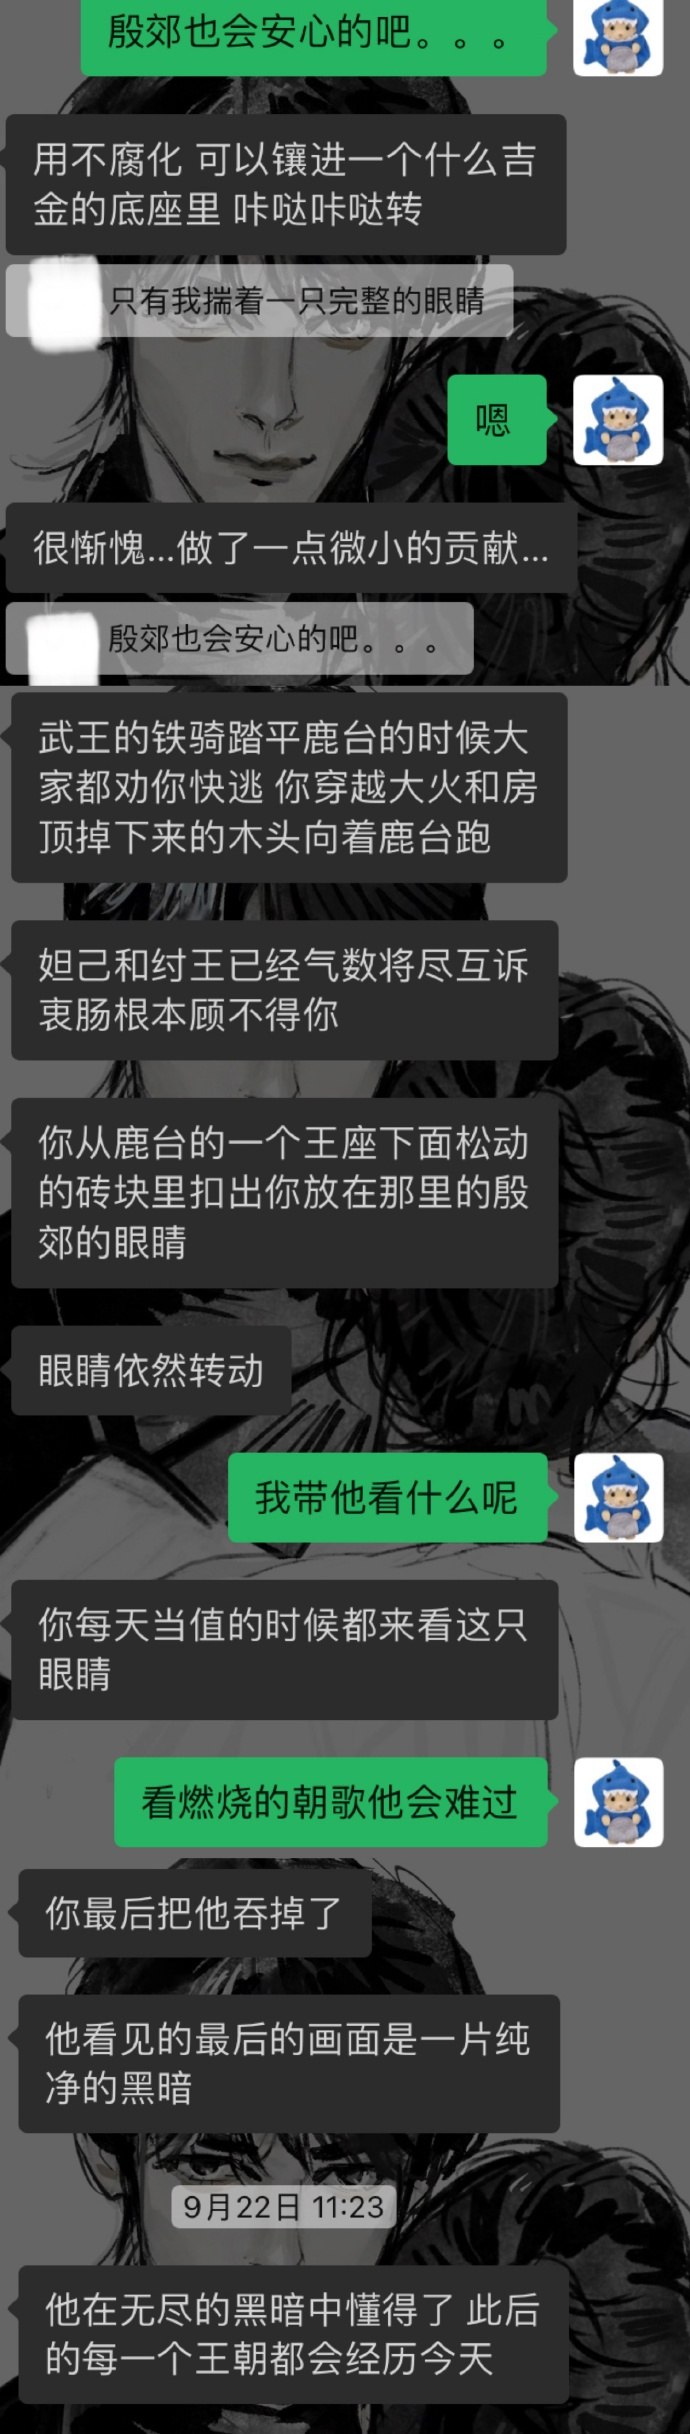 殷郊也会安心的吧。。。
用不腐化 可以镶进一个什么吉
金的底座里 咔哒咔哒转
只有我揣着一只完整的眼睛
嗯
很惭愧...做了一点微小的贡献...
殷郊也会安心的吧。。。
武王的铁骑踏平鹿台的时候大
家都劝你快逃 你穿越大火和房
顶掉下来的木头向着鹿台跑
妲己和纣王已经气数将尽互诉
衷肠根本顾不得你
你从鹿台的一个王座下面松动
的砖块里扣出你放在那里的殷
郊的眼睛
眼睛依然转动
我带他看什么呢
你每天当值的时候都来看这只
眼睛
看燃烧的朝歌他会难过
你最后把他吞掉了
他看见的最后的画面是一片纯
净的黑暗
9月22日 11:23
他在无尽的黑暗中懂得了 此后
的每一个王朝都会经历今天